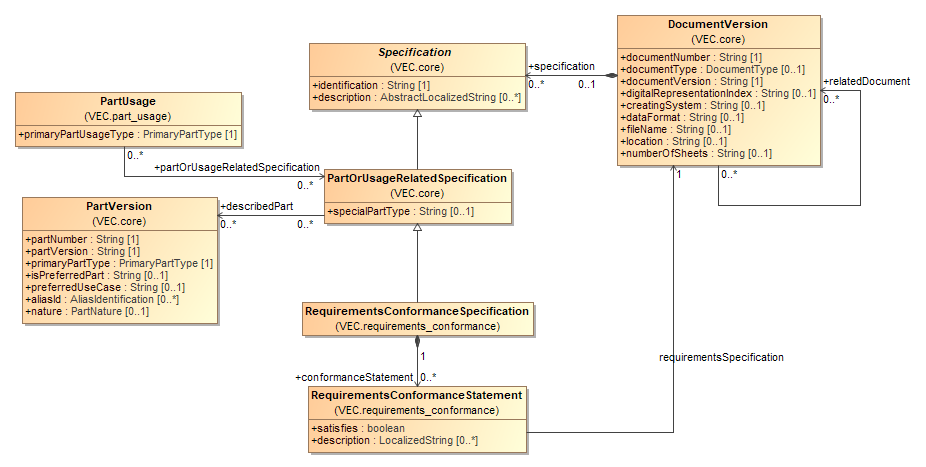 DocumentVersion
(VEC.core)
+documentNumber : String [1]
+documentType : DocumentType [0..1]
+documentVersion : String [1]
+digitalRepresentationIndex : String [0..1]
+creatingSystem : String [0..1]
+dataFormat : String [0..1]
+fileName : String [0..1]
+location : String [0..1]
+numberOfSheets : String [0..1]
+relatedDocument
0..*
0..*
1
Specification
(VEC.core)
+identification : String [1]
+description : AbstractLocalizedString [0..*]
+specification
0..*
0..1
PartUsage
(VEC.part_usage)
+primaryPartUsageType : PrimaryPartType [1]
0..*
+partOrUsageRelatedSpecification
0..*
PartOrUsageRelatedSpecification
(VEC.core)
+specialPartType : String [0..1]
+describedPart
0..*
0..*
PartVersion
(VEC.core)
+partNumber : String [1]
+partVersion : String [1]
+primaryPartType : PrimaryPartType [1]
+isPreferredPart : String [0..1]
+preferredUseCase : String [0..1]
+aliasId : AliasIdentification [0..*]
+nature : PartNature [0..1]
RequirementsConformanceSpecification
(VEC.requirements_conformance)
1
requirementsSpecification
+conformanceStatement
0..*
RequirementsConformanceStatement
(VEC.requirements_conformance)
+satisfies : boolean
+description : LocalizedString [0..*]